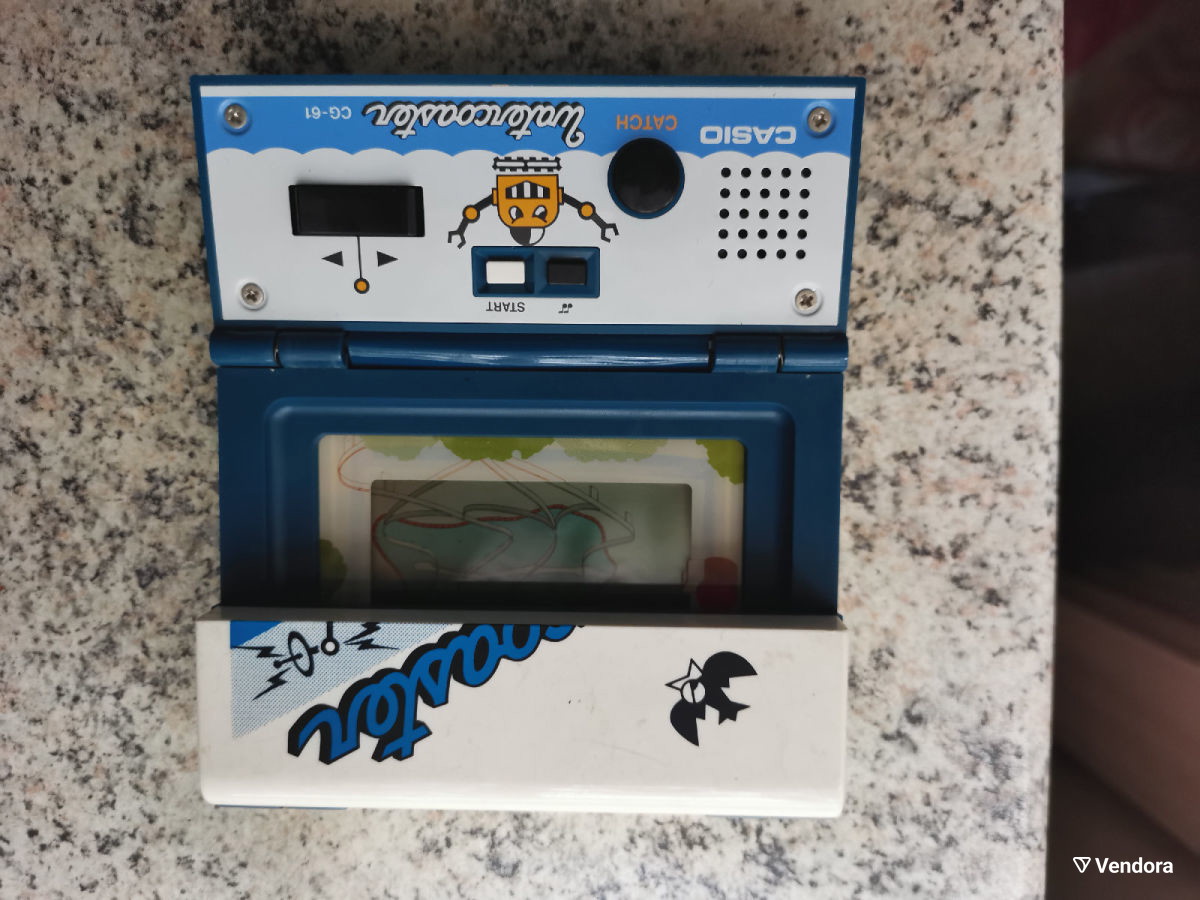 CASIO
CATCH
Watercoaster
CG-61
START
coaster
Vendora